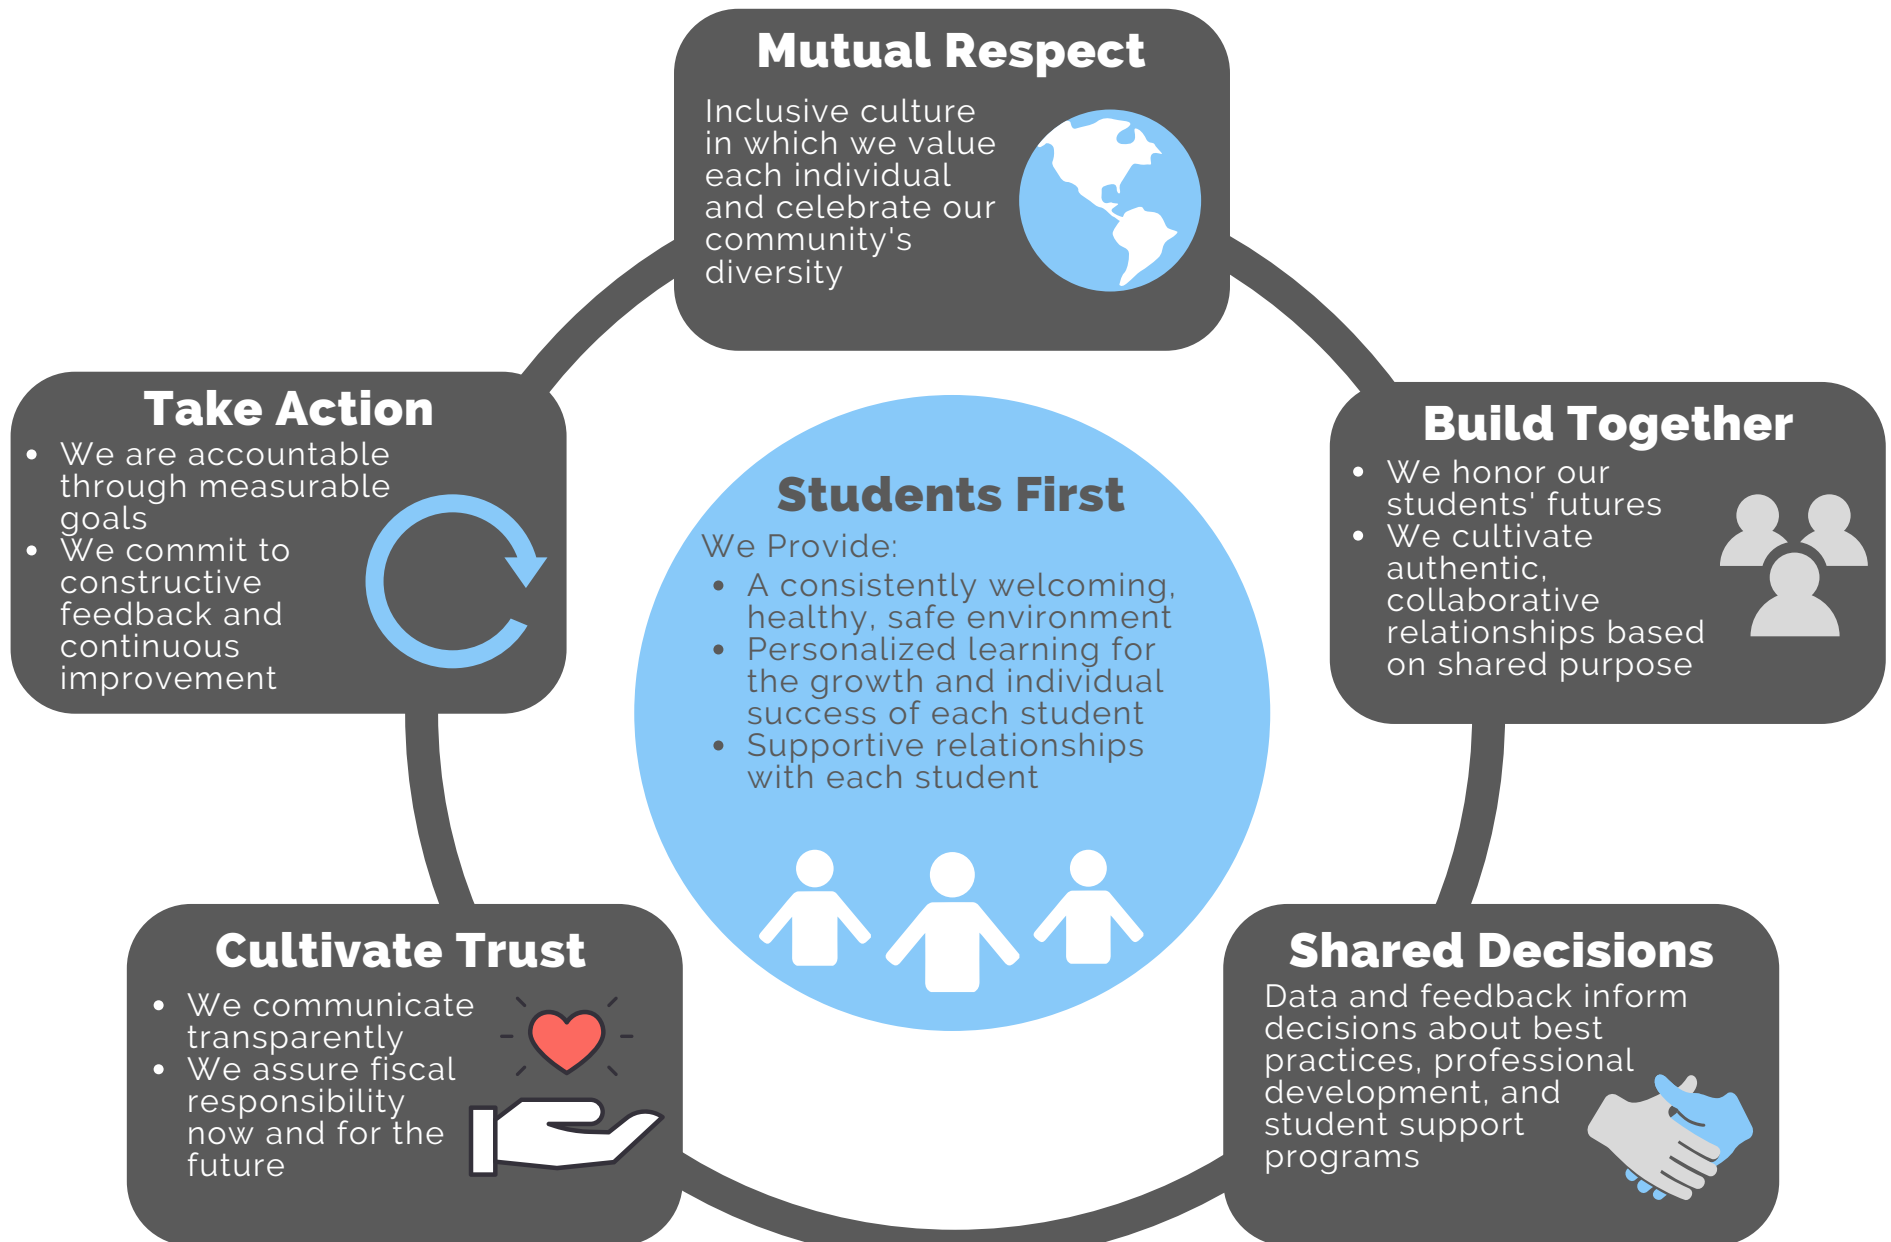 Mutual Respect
Inclusive culture
in which we value
each individual
and celebrate our
community's
diversity
Take Action
• We are accountable
through measurable
goals
• We commit to
constructive
feedback and
continuous
improvement
Students First
We Provide:
• A consistently welcoming,
healthy, safe environment
• Personalized learning for
the growth and individual
success of each student
• Supportive relationships
with each student
Build Together
• We honor our
students' futures
• We cultivate
authentic,
collaborative
relationships based
on shared purpose
Cultivate Trust
• We communicate
transparently
• We assure fiscal
responsibility
now and for the
future
Shared Decisions
Data and feedback inform
decisions about best
practices, professional
development, and
student support
programs